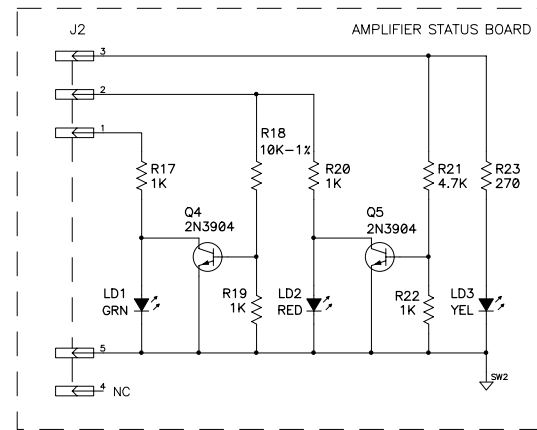 J2
AMPLIFIER STATUS BOARD
3
2
1
R18
10K-1%
R17
1K
R20
1K
R21
4.7K
R23
270
Q4
2N3904
Q5
2N3904
LD1
GRN
R19
1K
LD2
RED
R22
1K
LD3
YEL
5
SW2
4
NC